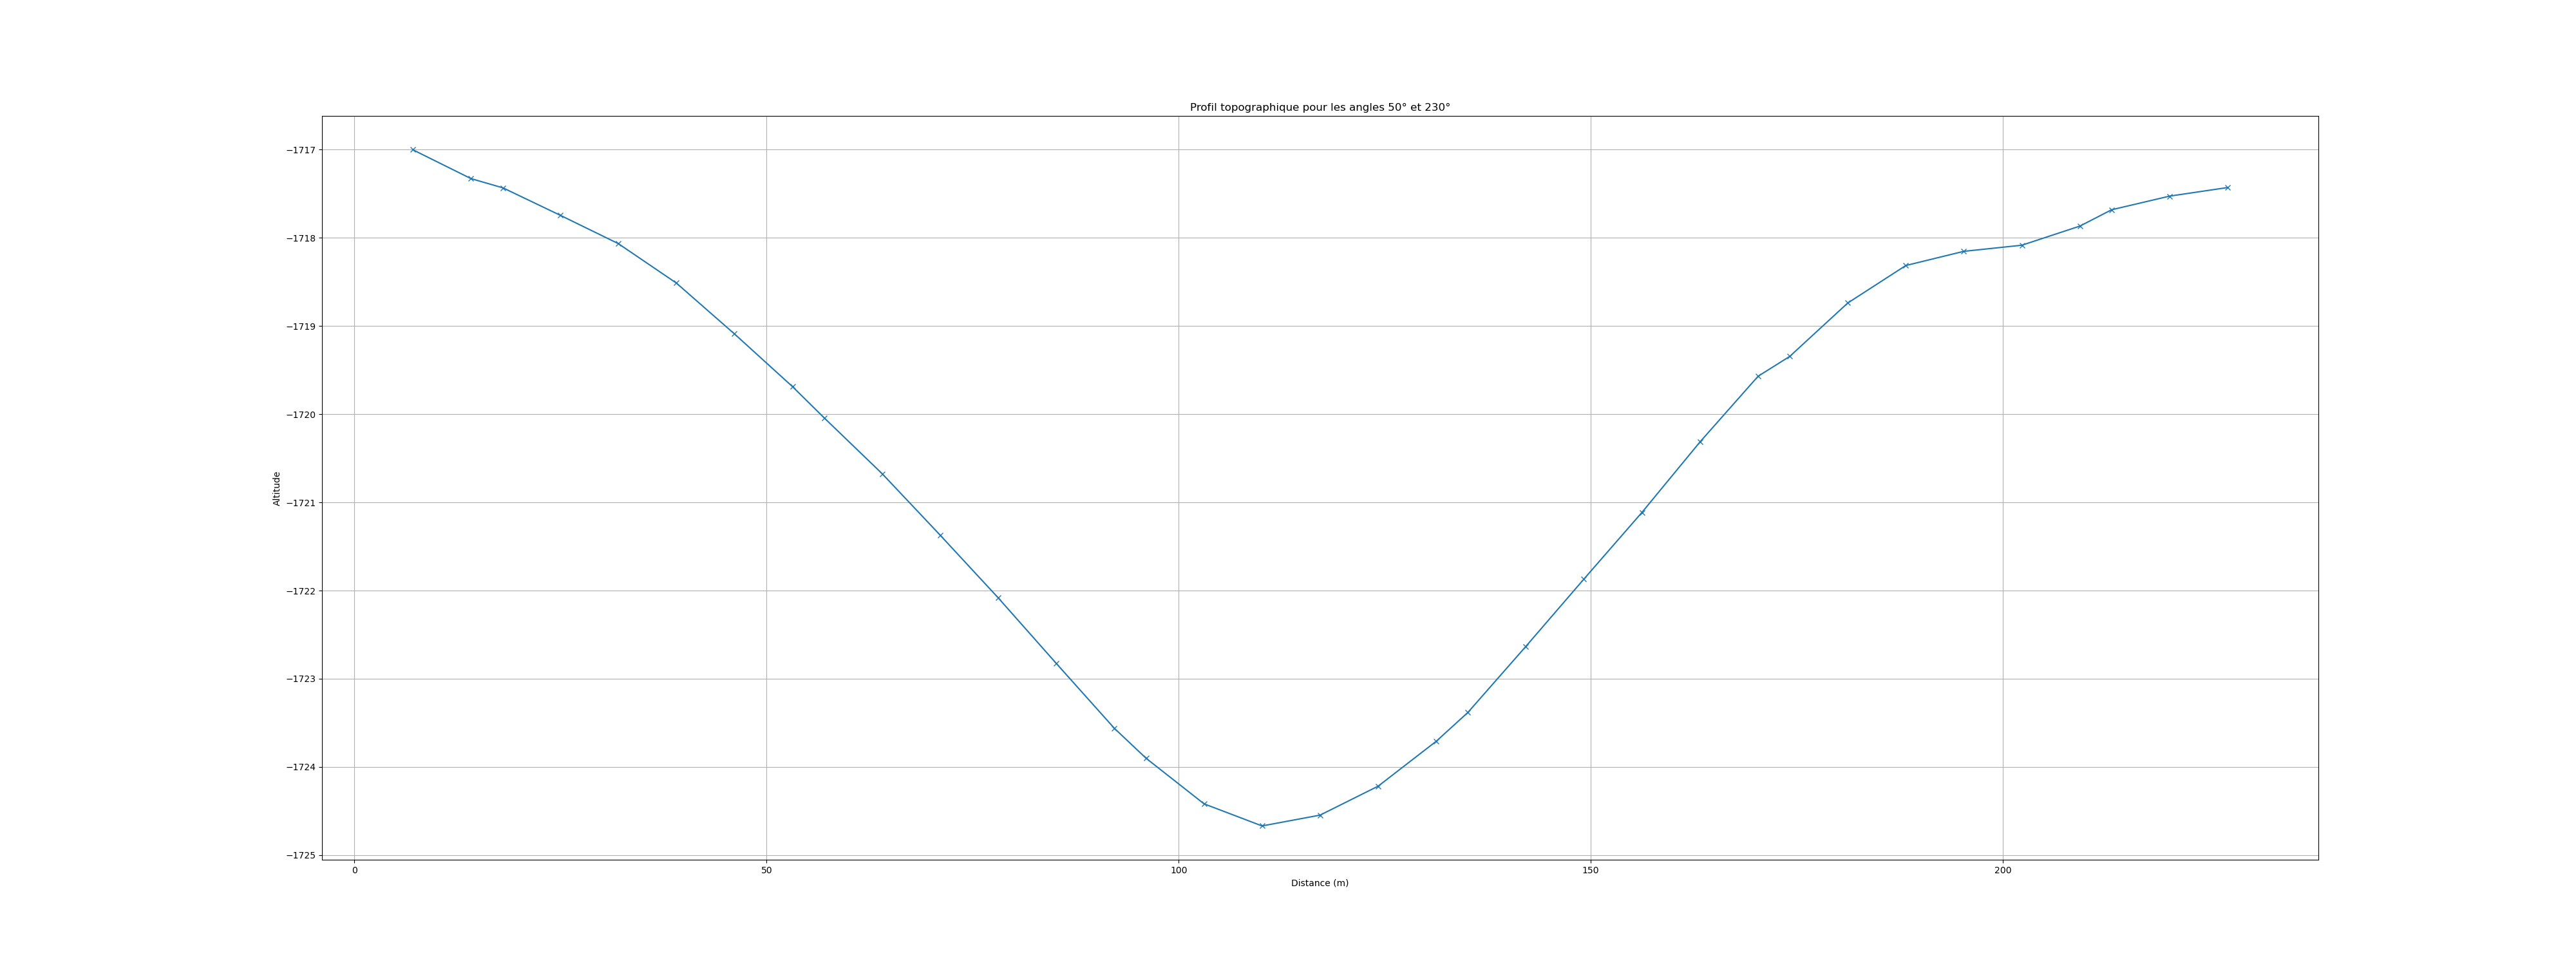 Profil topographique pour les angles 50° et 230°
−1717
−1718
−1719
−1720
−1721
−1722
−1723
−1724
−1725
Altitude
0 50 100 150 200
Distance (m)